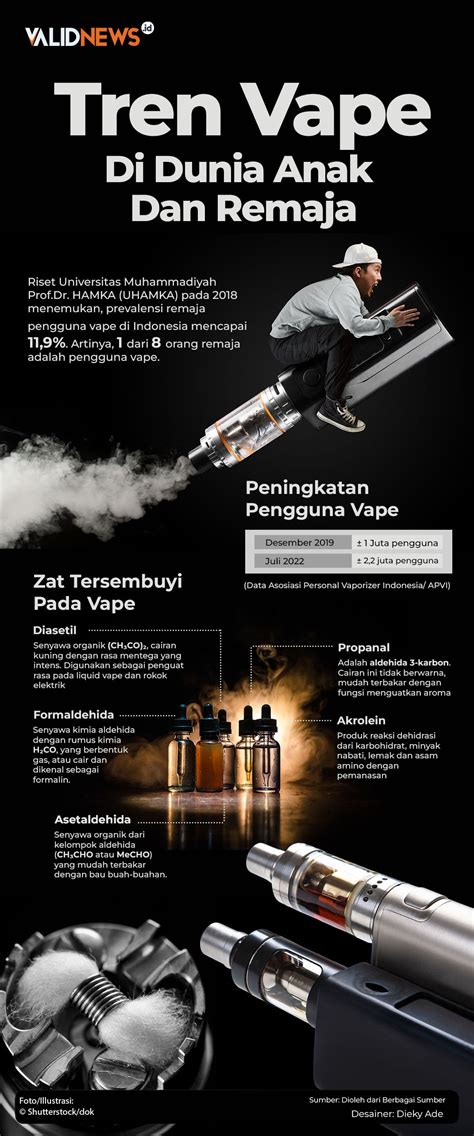 VALIDNEWS.id
Tren Vape
Di Dunia Anak
Dan Remaja
Riset Universitas Muhammadiyah
Prof.Dr. HAMKA (UHAMKA) pada 2018
menemukan, prevalensi remaja
pengguna vape di Indonesia mencapai
11,9%. Artinya, 1 dari 8 orang remaja
adalah pengguna vape.
Peningkatan
Pengguna Vape
Desember 2019 ± 1 Juta pengguna
Juli 2022 ± 2,2 juta pengguna
(Data Asosiasi Personal Vaporizer Indonesia/ APVI)
Zat Tersembuyi
Pada Vape
Diasetil
Senyawa organik (CH₃CO)₂, cairan
kuning dengan rasa mentega yang
intens. Digunakan sebagai penguat
rasa pada liquid vape dan rokok
elektrik
Formaldehida
Senyawa kimia aldehida
dengan rumus kimia
H₂CO, yang berbentuk
gas, atau cair dan
dikenal sebagai
formalin.
Asetaldehida
Senyawa organik dari
kelompok aldehida
(CH₃CHO atau MeCHO)
yang mudah terbakar
dengan bau buah-buahan.
Propanal
Adalah aldehida 3-karbon.
Cairan ini tidak berwarna,
mudah terbakar dengan
fungsi menguatkan aroma
Akrolein
Produk reaksi dehidrasi
dari karbohidrat, minyak
nabati, lemak dan asam
amino dengan
pemanasan
Foto/Illustrasi:
© Shutterstock/dok
Sumber: Dioleh dari Berbagai Sumber
Desainer: Dieky Ade